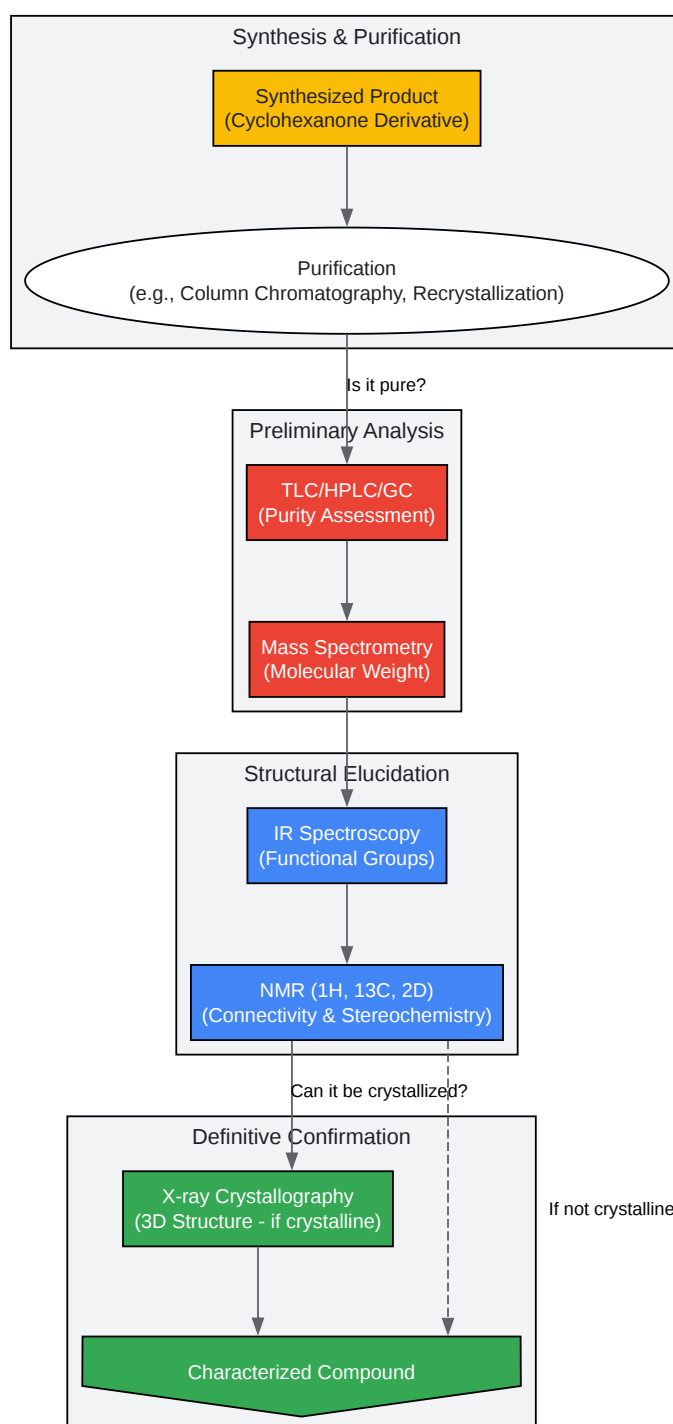 Synthesis & Purification
Synthesized Product
(Cyclohexanone Derivative)
Purification
(e.g., Column Chromatography, Recrystallization)
Is it pure?
Preliminary Analysis
TLC/HPLC/GC
(Purity Assessment)
Mass Spectrometry
(Molecular Weight)
Structural Elucidation
IR Spectroscopy
(Functional Groups)
NMR (1H, 13C, 2D)
(Connectivity & Stereochemistry)
Can it be crystallized?
Definitive Confirmation
X-ray Crystallography
(3D Structure - if crystalline)
If not crystalline
Characterized Compound